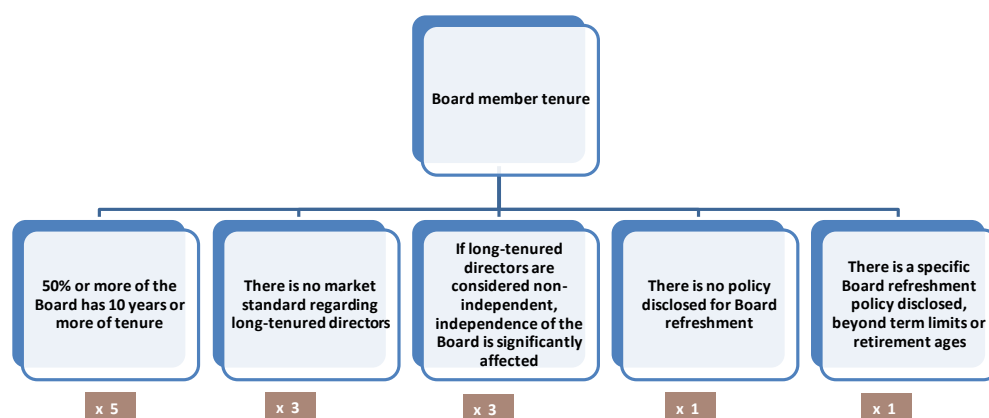 Board member tenure
50% or more of the
Board has 10 years or
more of tenure
There is no market
standard regarding
long-tenured directors
If long-tenured
directors are
considered non-
independent,
independence of the
Board is significantly
affected
There is no policy
disclosed for Board
refreshment
There is a specific
Board refreshment
policy disclosed,
beyond term limits or
retirement ages
x 5
x 3
x 3
x 1
x 1